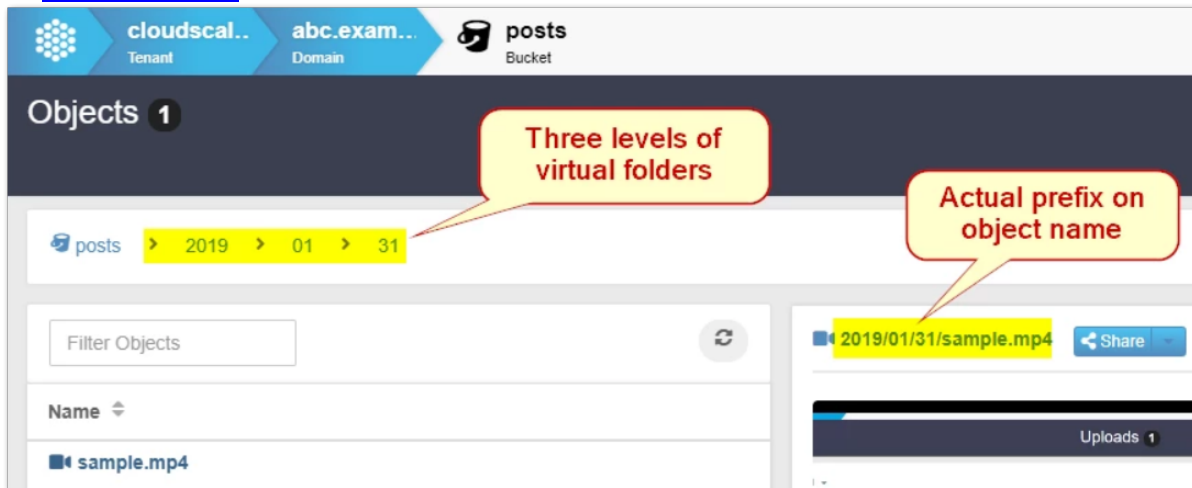 cloudscal..
Tenant
abc.exam..
Domain
posts
Bucket
Objects 1
Three levels of
virtual folders
Actual prefix on
object name
posts > 2019 > 01 > 31
Filter Objects
2019/01/31/sample.mp4 Share
Name
Uploads 1
sample.mp4